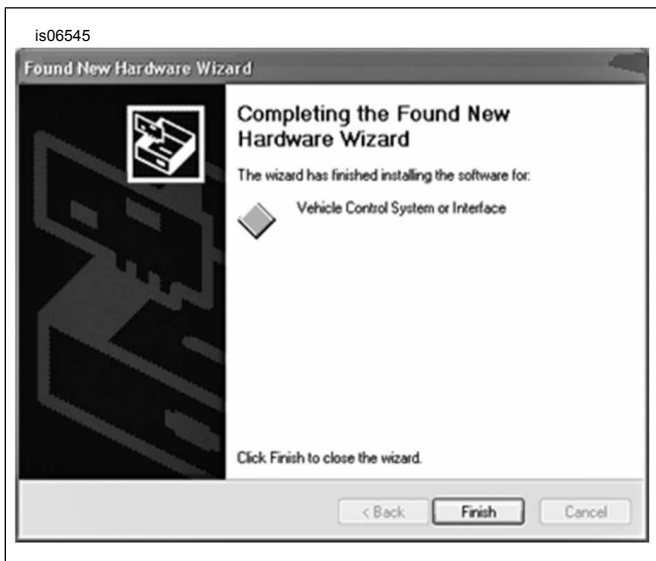 is06545
Found New Hardware Wizard
Completing the Found New
Hardware Wizard
The wizard has finished installing the software for:
Vehicle Control System or Interface
Click Finish to close the wizard.
< Back Finish Cancel